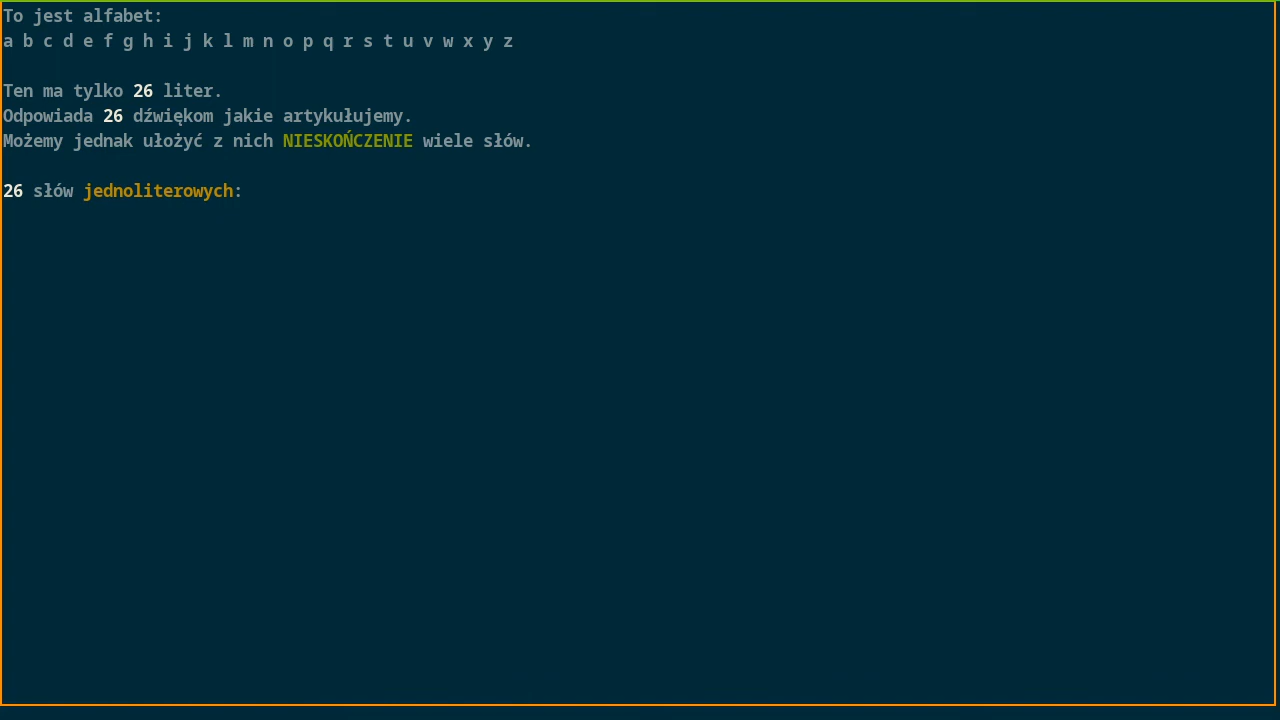 To jest alfabet:
a b c d e f g h i j k l m n o p q r s t u v w x y z
Ten ma tylko 26 liter.
Odpowiada 26 dźwiękom jakie artykułujemy.
Możemy jednak ułożyć z nich NIESKOŃCZENIE wiele słów.
26 słów jednoliterowych: